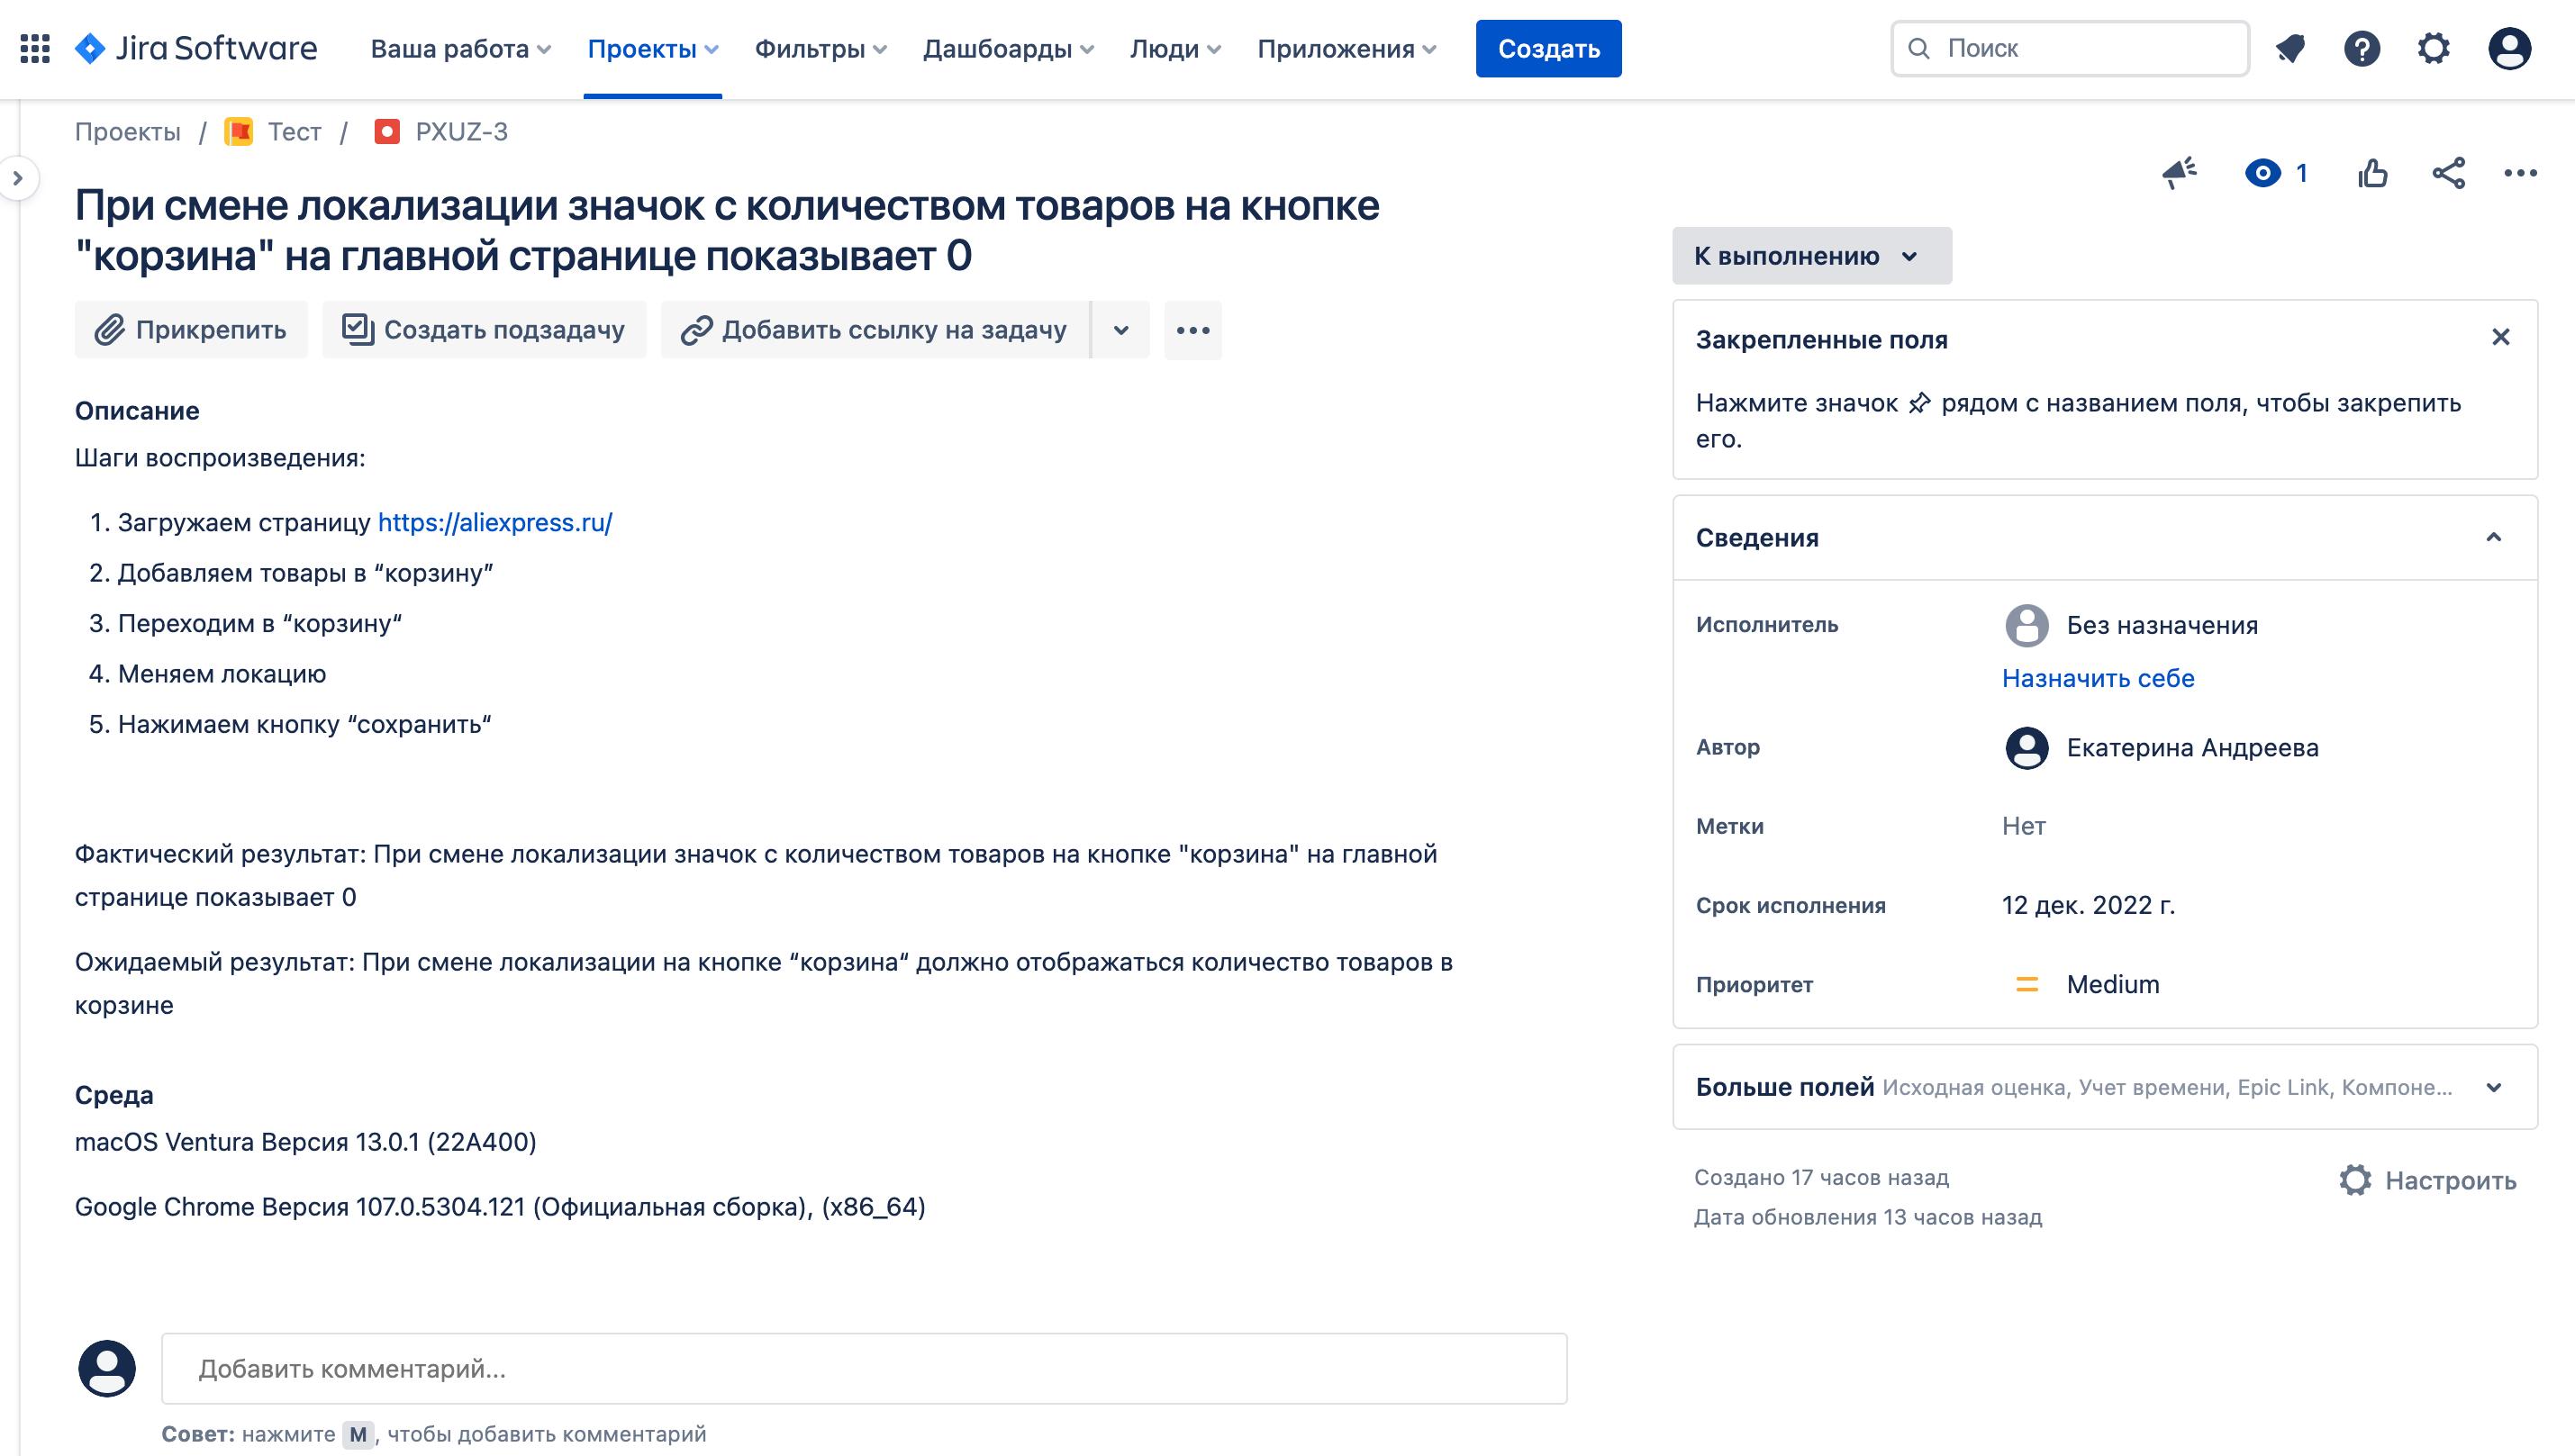 Jira Software Ваша работа Проекты Фильтры Дашбоарды Люди Приложения Создать Поиск
Проекты / Тест / PXUZ-3
1
При смене локализации значок с количеством товаров на кнопке
"корзина" на главной странице показывает 0
Прикрепить Создать подзадачу Добавить ссылку на задачу
Описание
Шаги воспроизведения:
1. Загружаем страницу https://aliexpress.ru/
2. Добавляем товары в “корзину”
3. Переходим в “корзину“
4. Меняем локацию
5. Нажимаем кнопку “сохранить“
Фактический результат: При смене локализации значок с количеством товаров на кнопке "корзина" на главной
странице показывает 0
Ожидаемый результат: При смене локализации на кнопке “корзина“ должно отображаться количество товаров в
корзине
Среда
macOS Ventura Версия 13.0.1 (22A400)
Google Chrome Версия 107.0.5304.121 (Официальная сборка), (x86_64)
Добавить комментарий...
Совет: нажмите M, чтобы добавить комментарий
К выполнению
Закрепленные поля
Нажмите значок рядом с названием поля, чтобы закрепить
его.
Сведения
Исполнитель Без назначения
Назначить себе
Автор Екатерина Андреева
Метки Нет
Срок исполнения 12 дек. 2022 г.
Приоритет Medium
Больше полей Исходная оценка, Учет времени, Epic Link, Компоне...
Создано 17 часов назад
Дата обновления 13 часов назад
Настроить